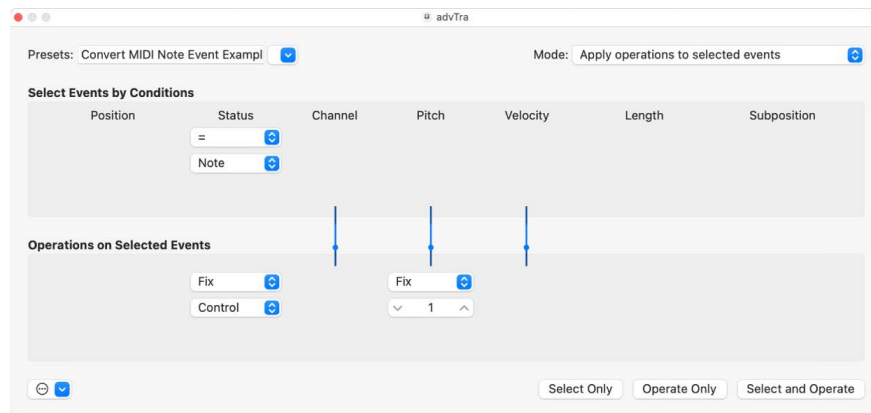 advTra
Presets: Convert MIDI Note Event Exampl Mode: Apply operations to selected events
Select Events by Conditions
Position Status Channel Pitch Velocity Length Subposition
=
Note
Operations on Selected Events
Fix Fix
Control 1
Select Only Operate Only Select and Operate